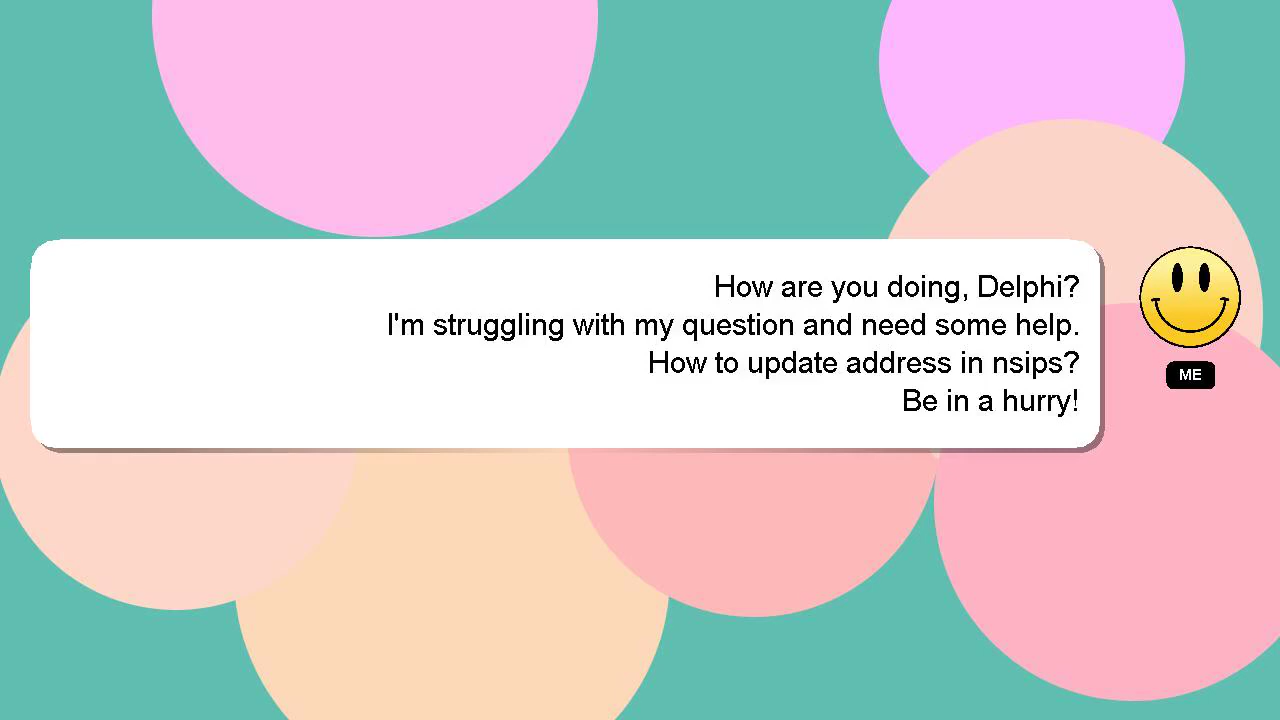 How are you doing, Delphi?
I'm struggling with my question and need some help.
How to update address in nsips?
Be in a hurry!
ME